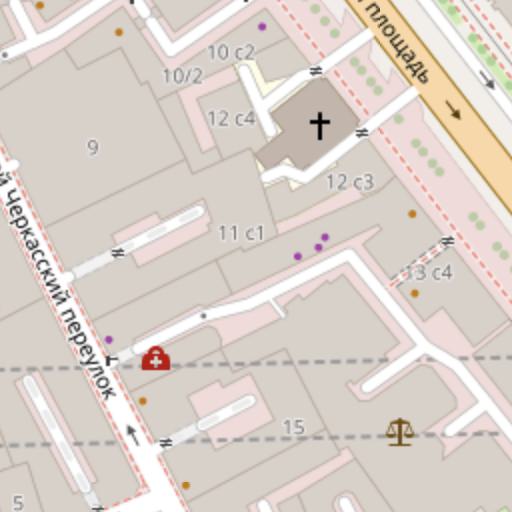 площадь
10 с2
10/2
12 с4
9
12 с3
11 с1
13 с4
й Черкасский переулок
15
5